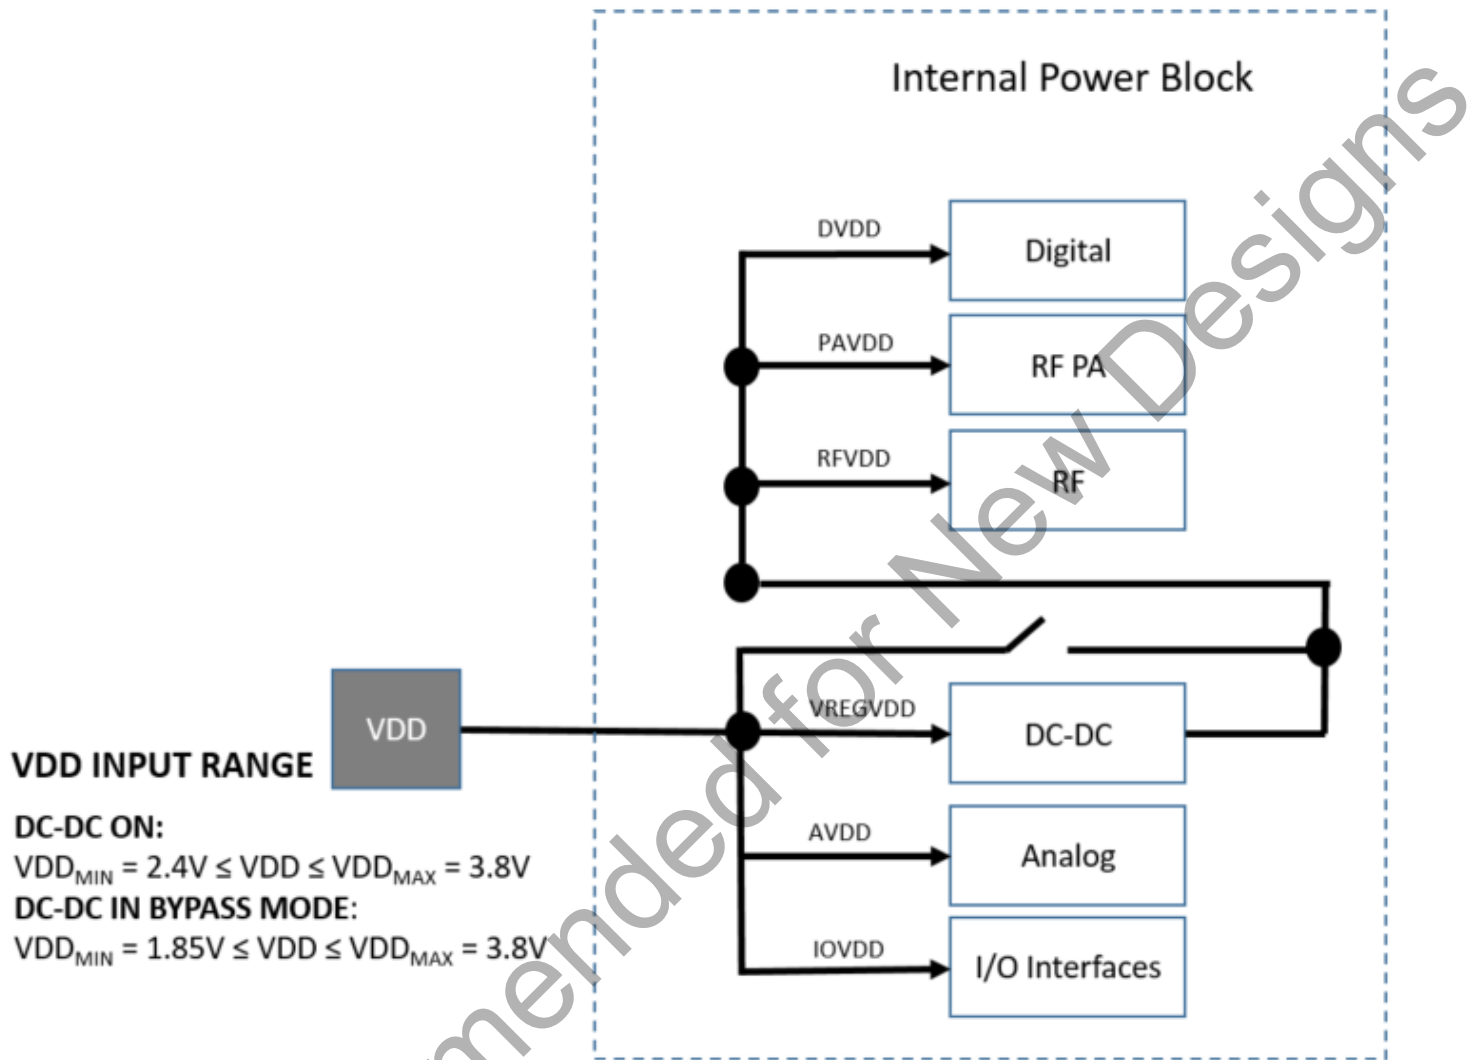 Internal Power Block
DVDD
Digital
PAVDD
RF PA
RFVDD
RF
VDD
VREGVDD
DC-DC
VDD INPUT RANGE
DC-DC ON:
VDDMIN = 2.4V ≤ VDD ≤ VDDMAX = 3.8V
DC-DC IN BYPASS MODE:
VDDMIN = 1.85V ≤ VDD ≤ VDDMAX = 3.8V
AVDD
Analog
IOVDD
I/O Interfaces
mended for New Designs